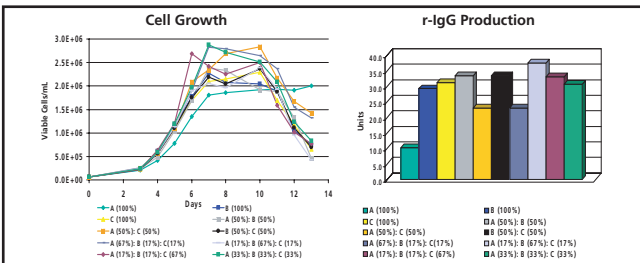 Cell Growth
r-IgG Production
Viable Cells/mL
3.0E+06
2.5E+06
2.0E+06
1.5E+06
1.0E+06
5.0E+05
0.0E+00
0
2
4
6
8
10
12
14
Days
A (100%)
B (100%)
C (100%)
A (50%): B (50%)
A (50%): C (50%)
B (50%): C (50%)
A (67%): B (17%): C(17%)
A (17%): B (67%): C (17%)
A (17%): B (17%): C (67%)
A (33%): B (33%): C (33%)
Units
40.0
35.0
30.0
25.0
20.0
15.0
10.0
5.0
0.0
A (100%)
B (100%)
C (100%)
A (50%): B (50%)
A (50%): C (50%)
B (50%): C (50%)
A (67%): B (17%): C(17%)
A (17%): B (67%): C (17%)
A (17%): B (17%): C (67%)
A (33%): B (33%): C (33%)